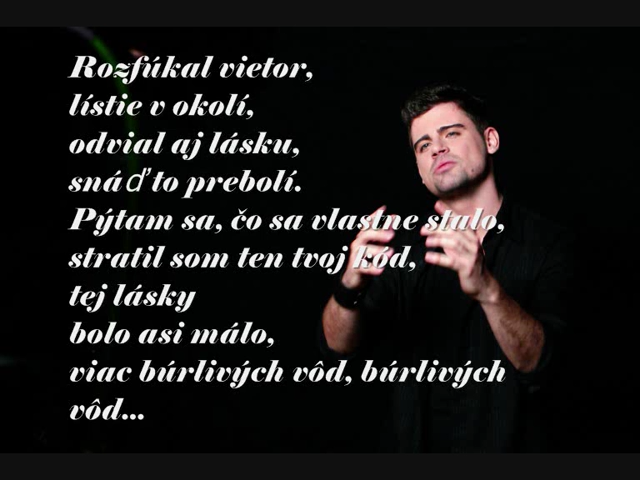 Rozfúkal vietor,
lístie v okolí,
odvial aj lásku,
snáď to prebolí.
Pýtam sa, čo sa vlastne stalo,
stratil som ten tvoj kód,
tej lásky
bolo asi málo,
viac búrlivých vôd, búrlivých
vôd...